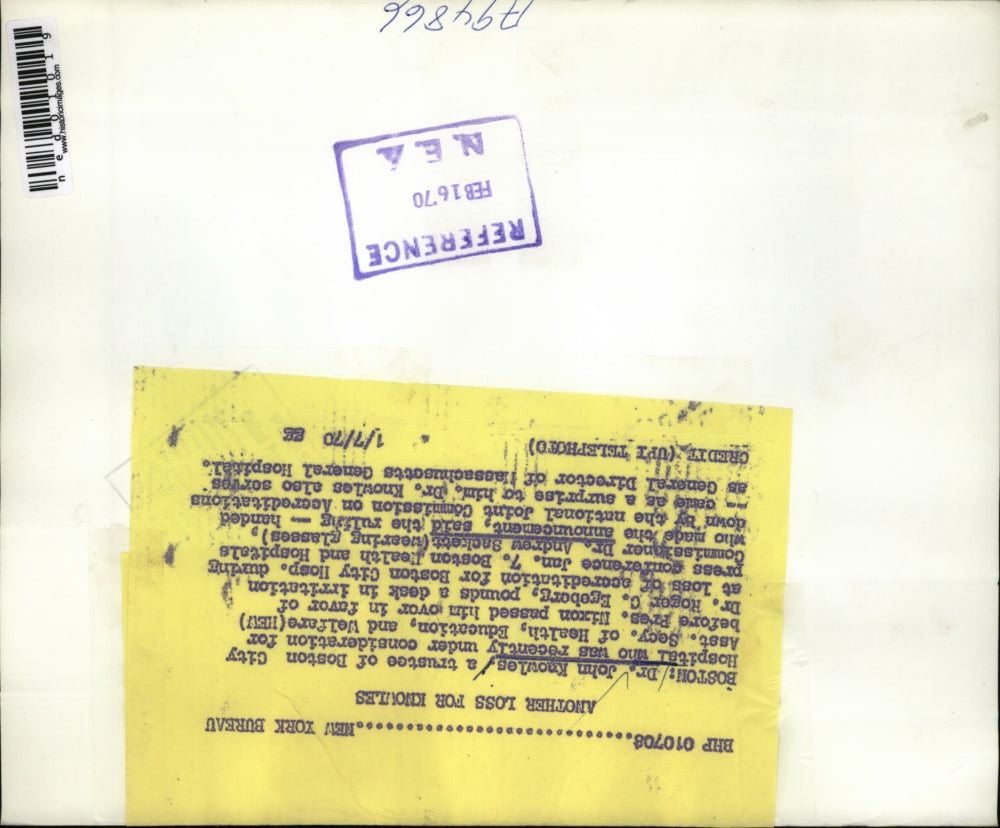 BHP 010708..............................NEW YORK BUREAU
ANOTHER LOSS FOR KNOWLES
BOSTON: Dr. John Knowles, a trustee of Boston City
Hospital who was recently under consideration for
Asst. Secy. of Health, Education, and Welfare(HEW)
before Pres. Nixon passed him over in favor of
Dr. Roger C. Egeberg, pounds a desk in irritation
at loss of accreditation for Boston City Hosp. during
press conference Jan. 7. Boston Health and Hospitals
Commissioner Dr. Andrew Sackett (wearing glasses),
who made the announcement, said the ruling -- handed
down by the national Joint Commission on Accreditations
-- came as a surprise to him. Dr. Knowles also serves
as General Director of Massachusetts General Hospital.
CREDIT (UPI TELEPHOTO) 1/7/70 gg
REFERENCE
FEB 16'70
N. E. A.
A94866
ned01019
www.historicimages.com